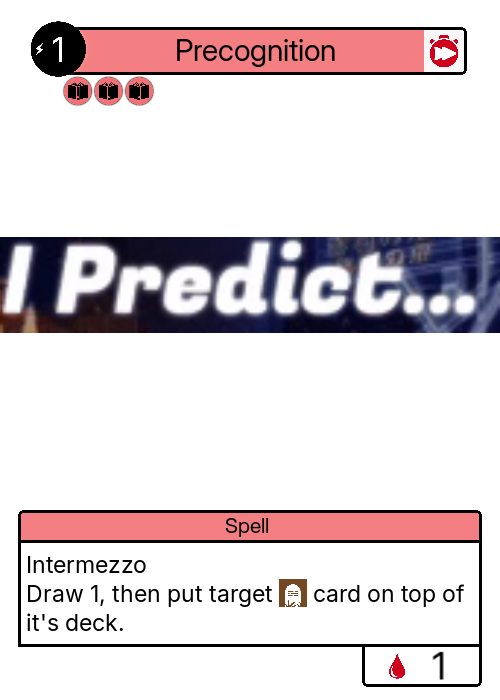 1
Precognition
I Predict...
Spell
Intermezzo
Draw 1, then put target card on top of
it's deck.
1